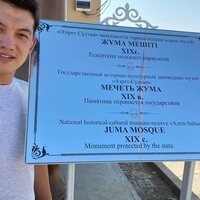 «Әзірет Сұлтан» мемлекеттік тарихи-мәдени қорық-музейі
ЖҰМА МЕШІТІ
XIXғ.
Ескерткіш мемлекет қарауында
Государственный историко-культурный заповедник-музей
«Азрет-Султан»
МЕЧЕТЬ ЖУМА
XIX в.
Памятник охраняется государством
National historical-cultural museum-reserve «Azret-Sultan»
JUMA MOSQUE
XIX c.
Monument protected by the state